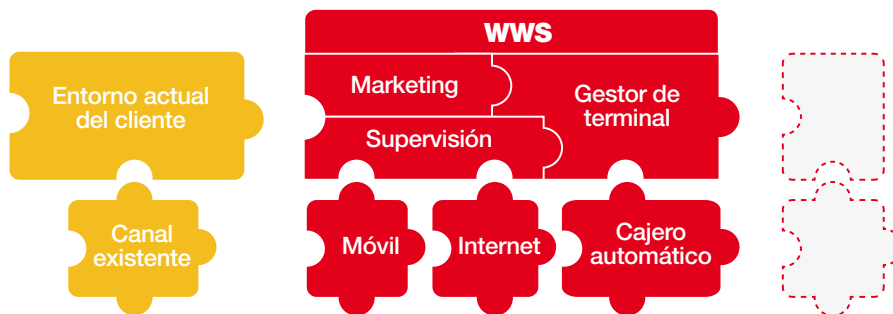 WWS
Entorno actual
del cliente
Marketing
Gestor de
terminal
Supervisión
Canal
existente
Móvil
Internet
Cajero
automático